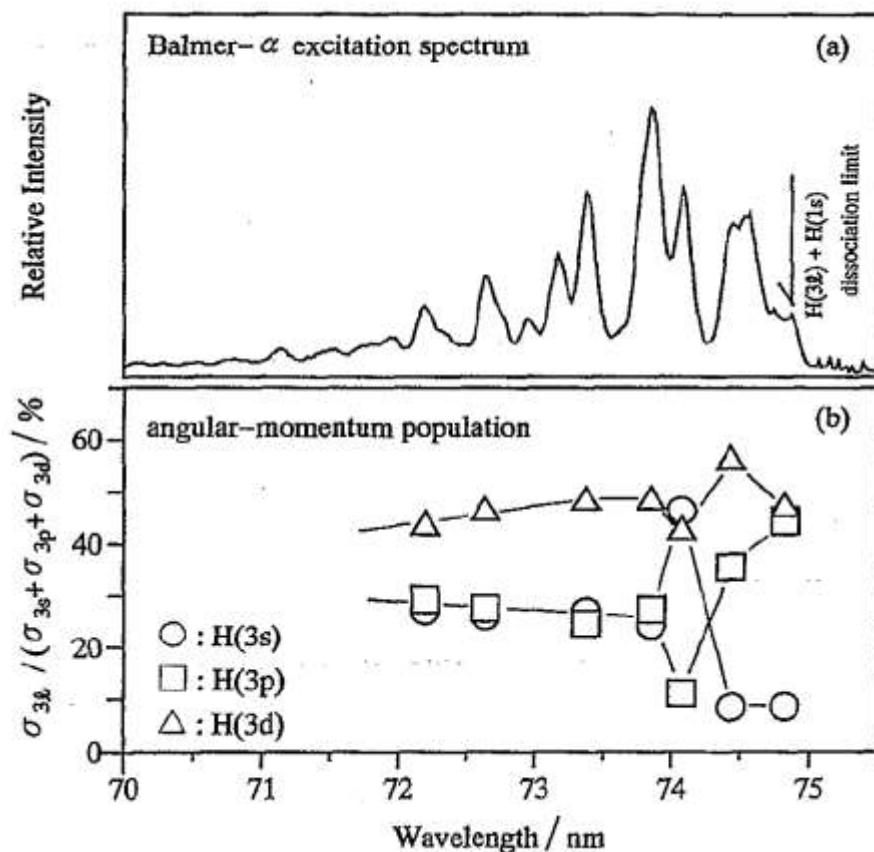 Balmer-α excitation spectrum (a)
Relative Intensity
H(3ℓ) + H(1s)
dissociation limit
angular-momentum population (b)
σ3ℓ / (σ3s + σ3p + σ3d) / %
60
40
20
0
○ : H(3s)
□ : H(3p)
△ : H(3d)
70 71 72 73 74 75
Wavelength / nm